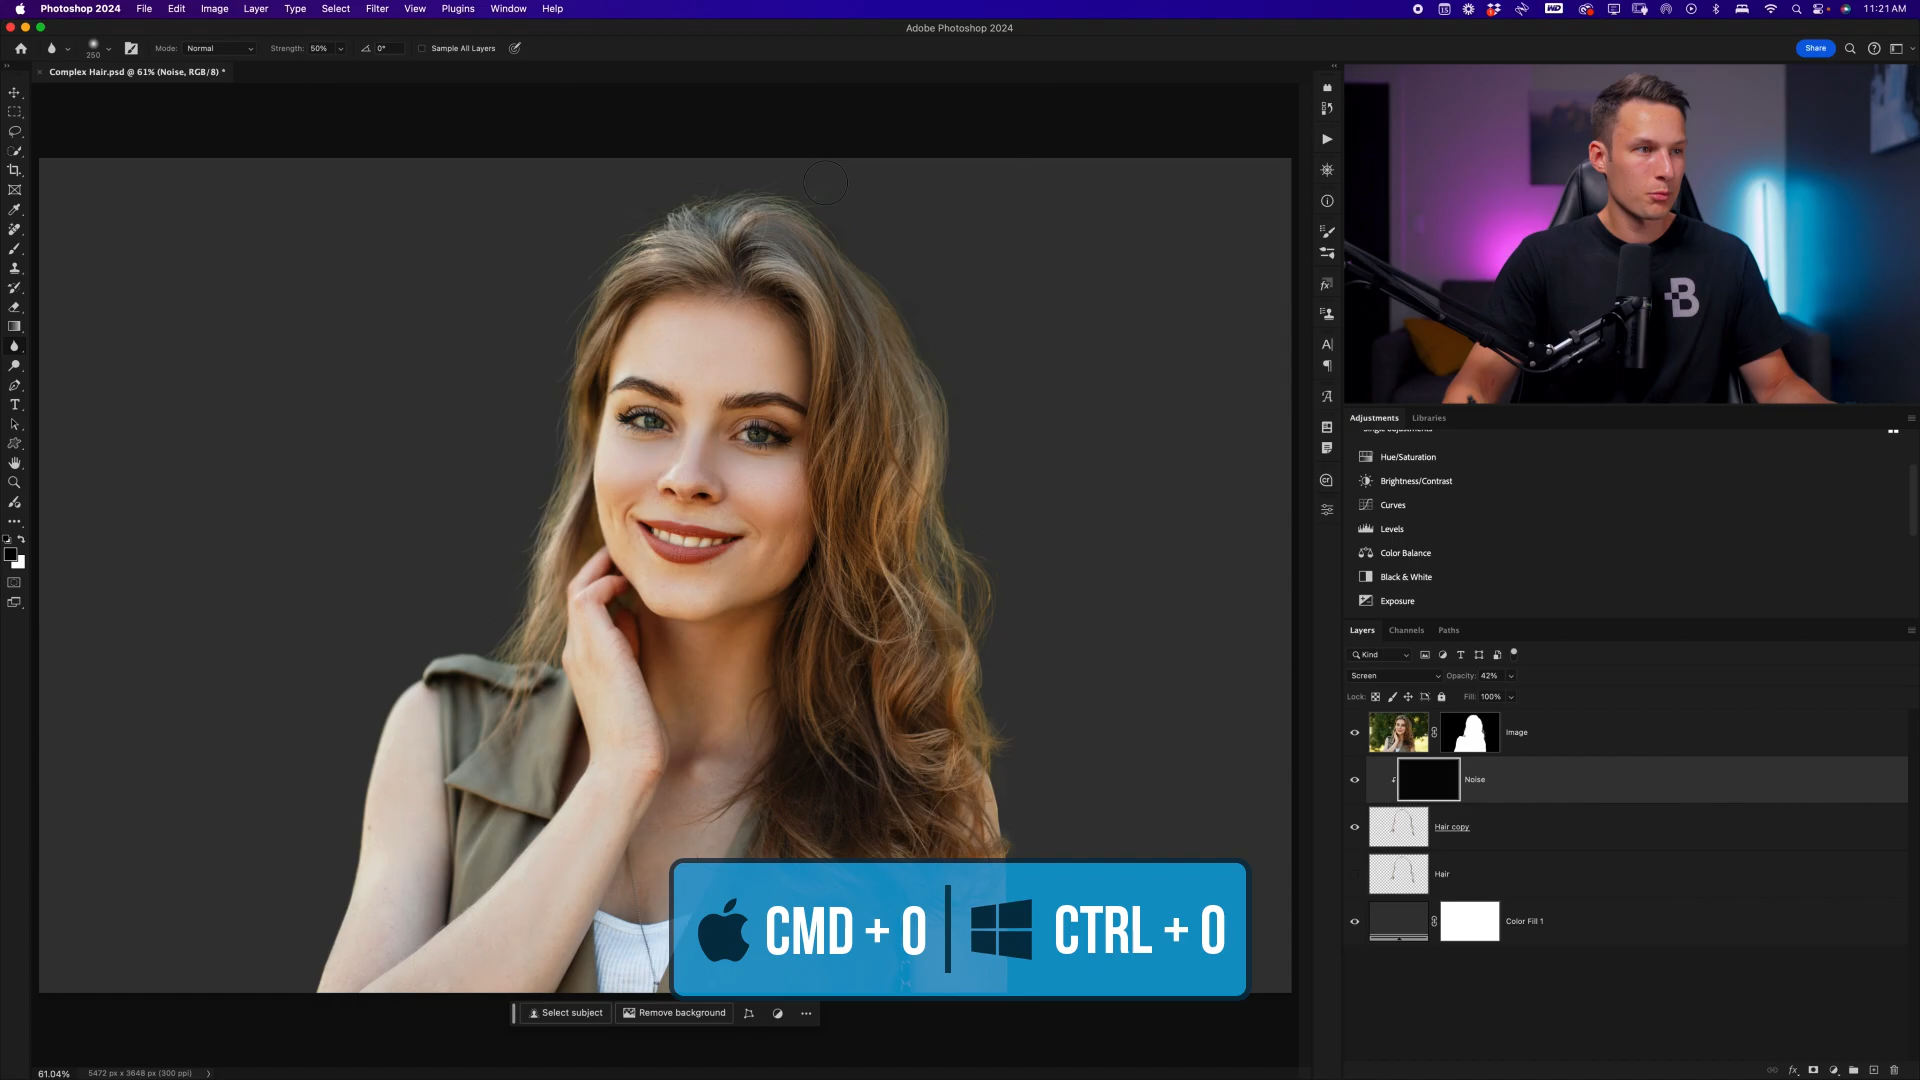 Photoshop 2024 File Edit Image Layer Type Select Filter View Plugins Window Help 11:21 AM
Adobe Photoshop 2024
250 Mode: Normal Strength: 50% 0° Sample All Layers Share
Complex Hair.psd @ 61% (Noise, RGB/8) *
Adjustments Libraries
Single adjustments
Hue/Saturation
Brightness/Contrast
Curves
Levels
Color Balance
Black & White
Exposure
Layers Channels Paths
Kind
Screen Opacity: 42%
Lock: Fill: 100%
Image
Noise
Hair copy
Hair
Color Fill 1
CMD + 0 CTRL + 0
Select subject Remove background
61.04% 5472 px x 3648 px (300 ppi)